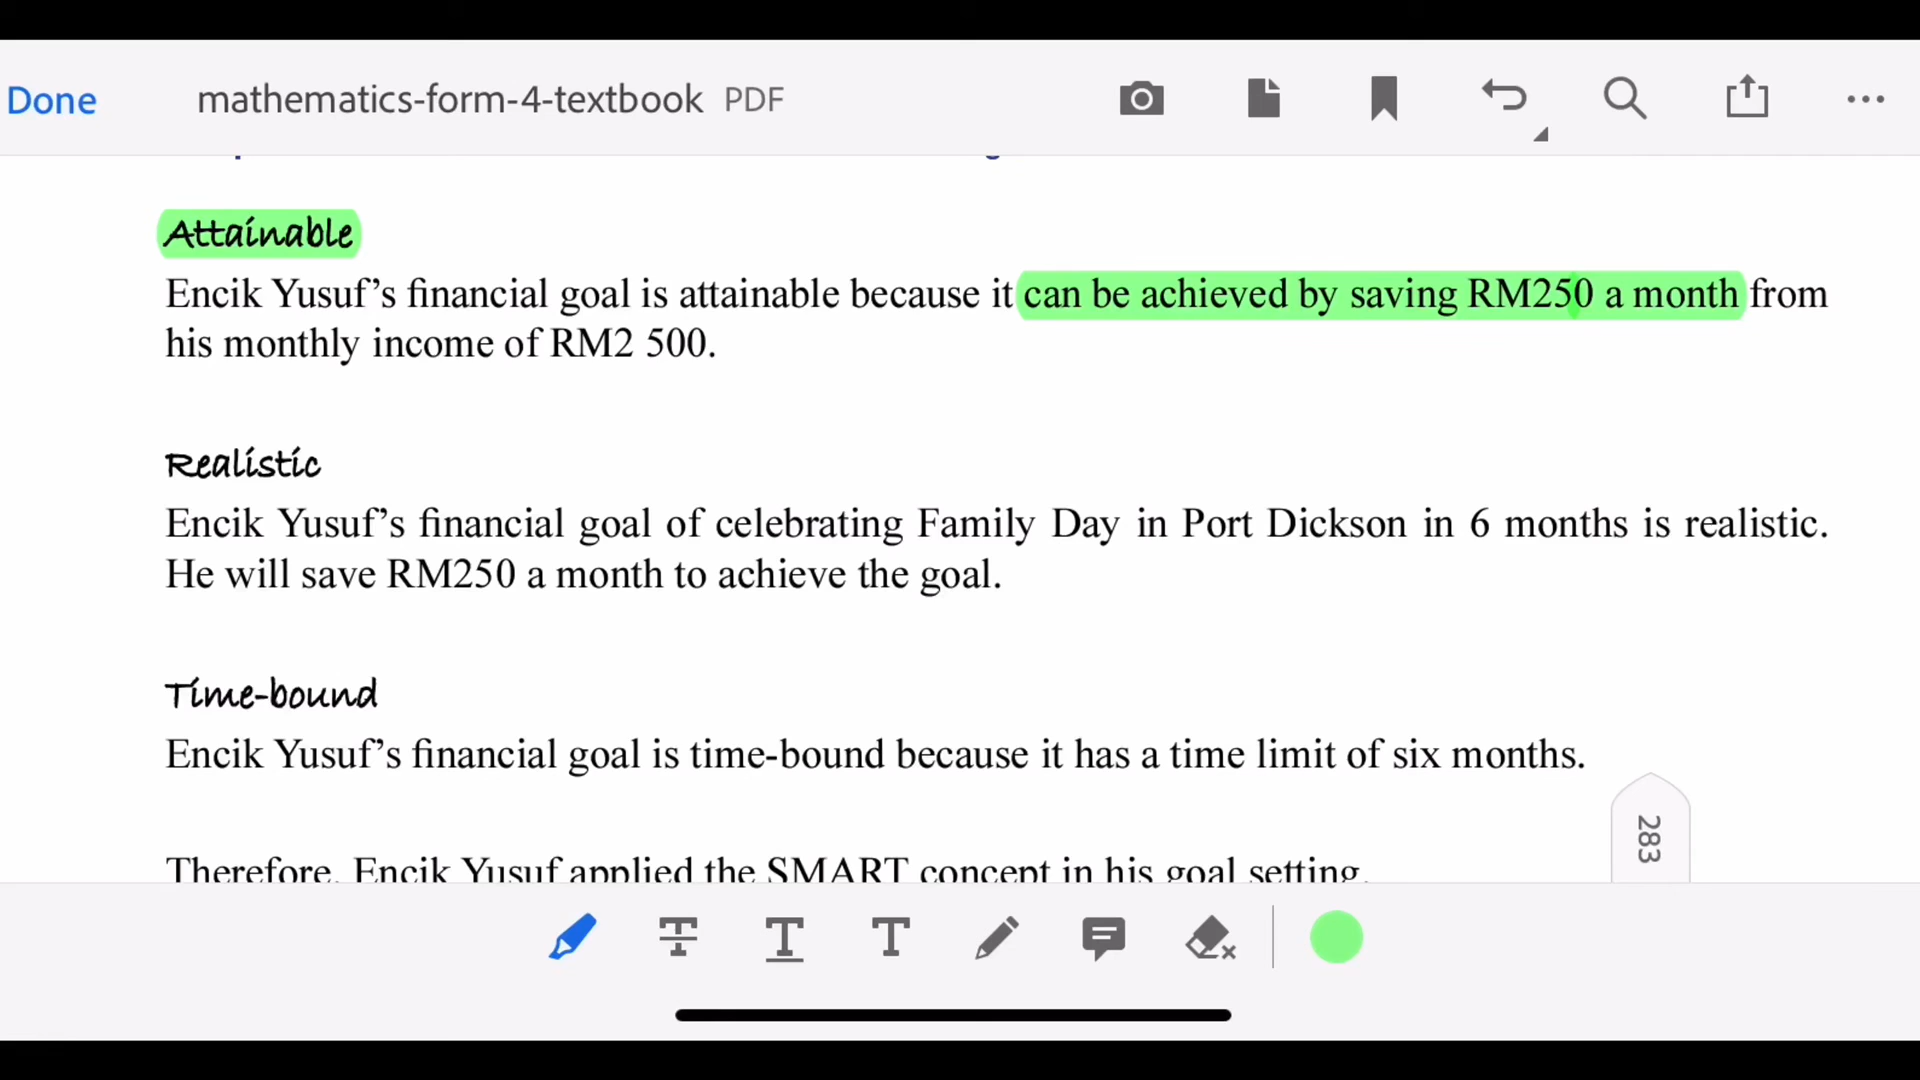 Done mathematics-form-4-textbook PDF
Attainable
Encik Yusuf’s financial goal is attainable because it can be achieved by saving RM250 a month from
his monthly income of RM2 500.
Realistic
Encik Yusuf’s financial goal of celebrating Family Day in Port Dickson in 6 months is realistic.
He will save RM250 a month to achieve the goal.
Time-bound
Encik Yusuf’s financial goal is time-bound because it has a time limit of six months.
283
Therefore, Encik Yusuf applied the SMART concept in his goal setting.